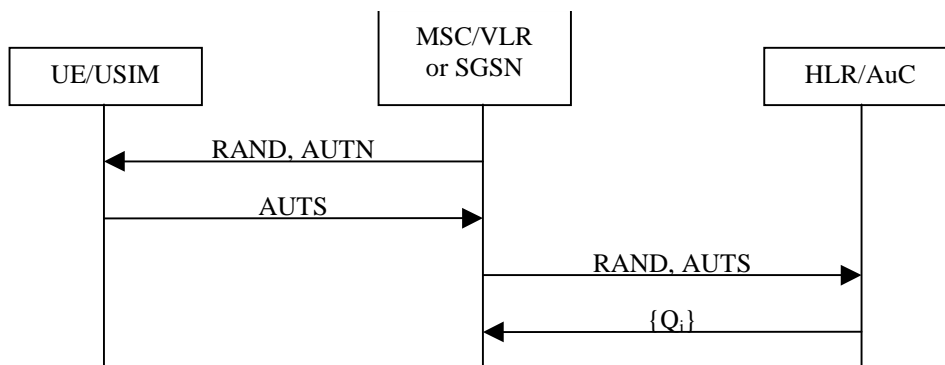 MSC/VLR
or SGSN
UE/USIM
HLR/AuC
RAND, AUTN
AUTS
RAND, AUTS
{Qi}